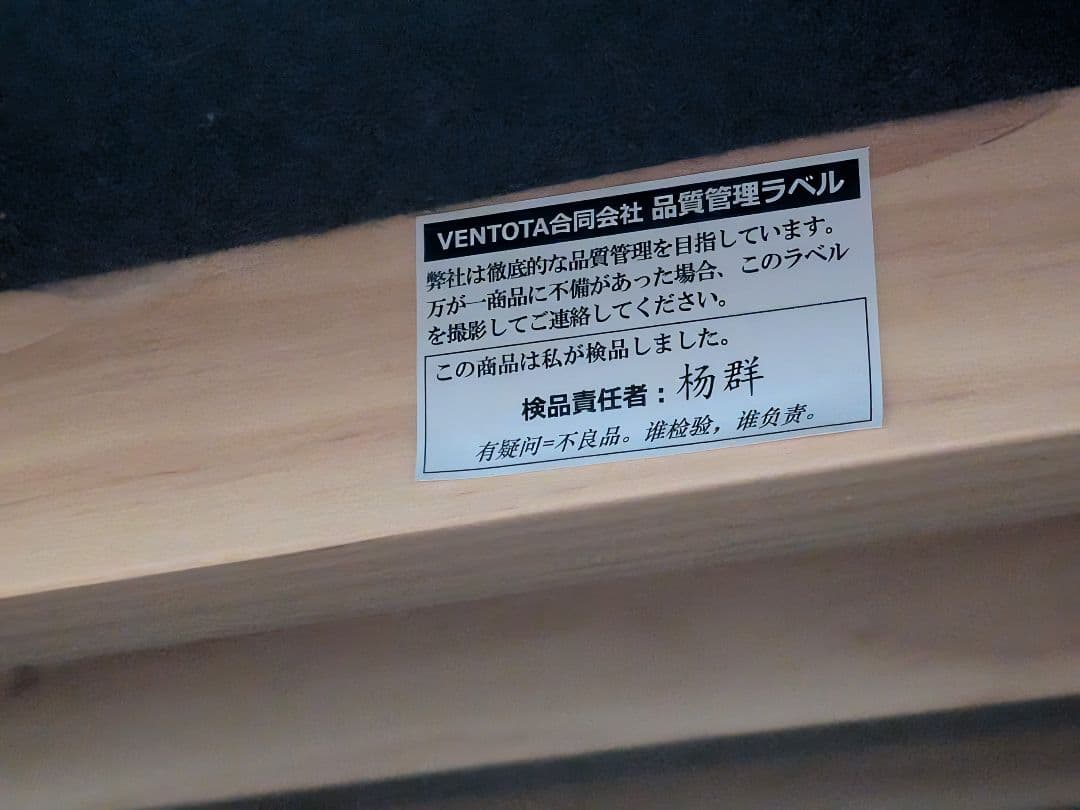 VENTOTA合同会社 品質管理ラベル
弊社は徹底的な品質管理を目指しています。
万が一商品に不備があった場合、このラベル
を撮影してご連絡してください。
この商品は私が検品しました。
検品責任者：杨群
有疑问=不良品。谁检验，谁负责。